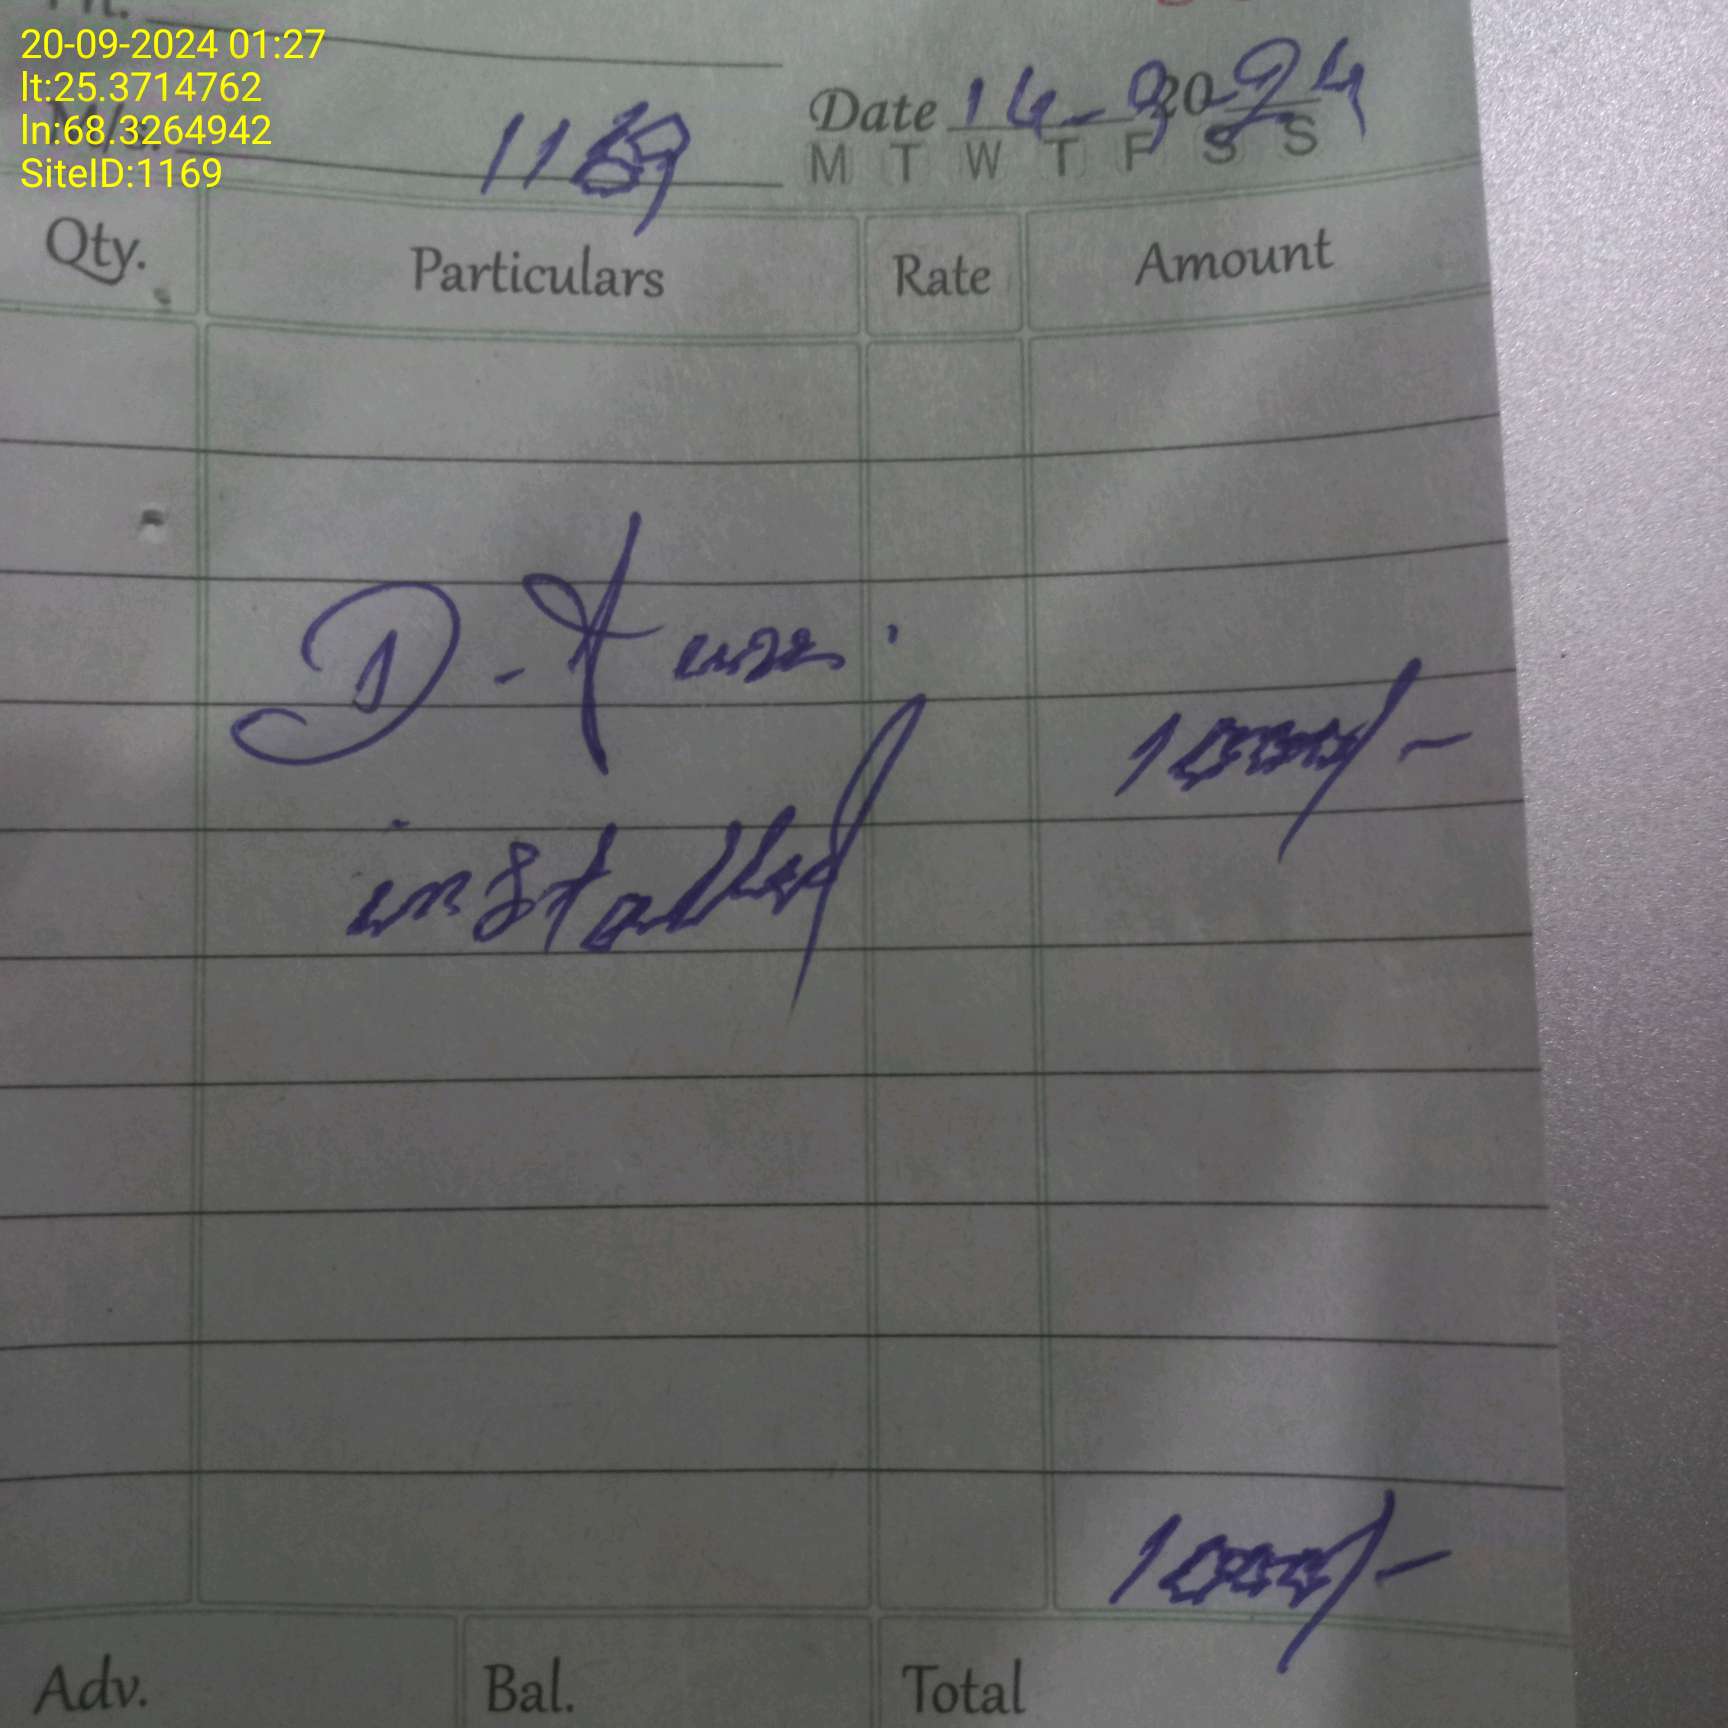 20-09-2024 01:27
lt:25.3714762
ln:68.3264942
SiteID:1169
1169
Date 14-9 2024
M T W T F S S
Qty. Particulars Rate Amount
D-
1000/-
installed
1000/-
Adv. Bal. Total